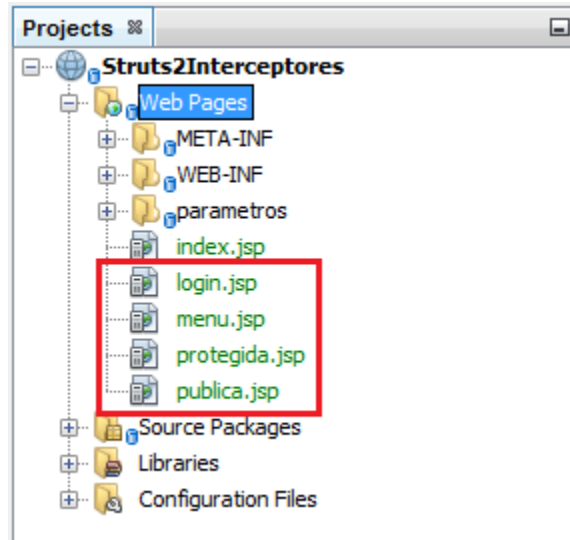 Projects
Struts2Interceptores
Web Pages
META-INF
WEB-INF
parametros
index.jsp
login.jsp
menu.jsp
protegida.jsp
publica.jsp
Source Packages
Libraries
Configuration Files